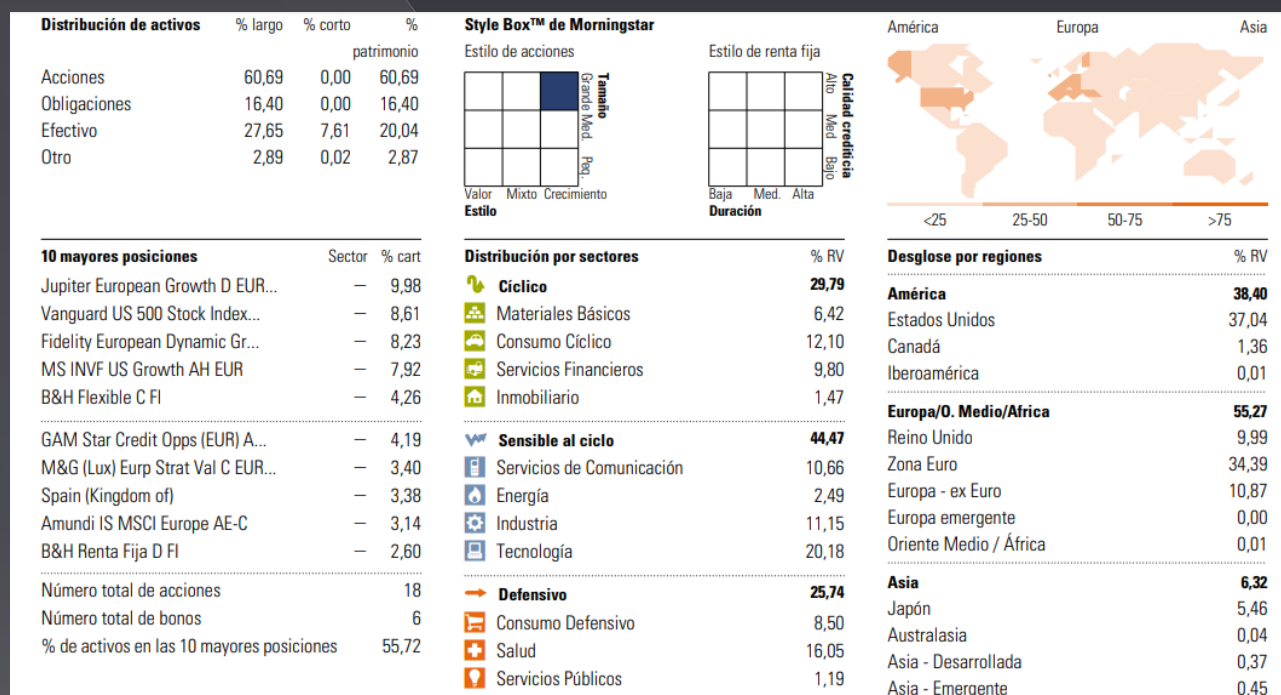 Distribución de activos % largo % corto %
patrimonio
Acciones 60,69 0,00 60,69
Obligaciones 16,40 0,00 16,40
Efectivo 27,65 7,61 20,04
Otro 2,89 0,02 2,87
Style Box™ de Morningstar
Estilo de acciones
Tamaño
Grande Med. Peq.
Valor Mixto Crecimiento
Estilo
Estilo de renta fija
Calidad crediticia
Alto Med Bajo
Baja Med. Alta
Duración
América Europa Asia
<25 25-50 50-75 >75
10 mayores posiciones Sector % cart
Jupiter European Growth D EUR... — 9,98
Vanguard US 500 Stock Index... — 8,61
Fidelity European Dynamic Gr... — 8,23
MS INVF US Growth AH EUR — 7,92
B&H Flexible C FI — 4,26
GAM Star Credit Opps (EUR) A... — 4,19
M&G (Lux) Eurp Strat Val C EUR... — 3,40
Spain (Kingdom of) — 3,38
Amundi IS MSCI Europe AE-C — 3,14
B&H Renta Fija D FI — 2,60
Número total de acciones 18
Número total de bonos 6
% de activos en las 10 mayores posiciones 55,72
Distribución por sectores % RV
Cíclico 29,79
Materiales Básicos 6,42
Consumo Cíclico 12,10
Servicios Financieros 9,80
Inmobiliario 1,47
Sensible al ciclo 44,47
Servicios de Comunicación 10,66
Energía 2,49
Industria 11,15
Tecnología 20,18
Defensivo 25,74
Consumo Defensivo 8,50
Salud 16,05
Servicios Públicos 1,19
Desglose por regiones % RV
América 38,40
Estados Unidos 37,04
Canadá 1,36
Iberoamérica 0,01
Europa/O. Medio/Africa 55,27
Reino Unido 9,99
Zona Euro 34,39
Europa - ex Euro 10,87
Europa emergente 0,00
Oriente Medio / África 0,01
Asia 6,32
Japón 5,46
Australasia 0,04
Asia - Desarrollada 0,37
Asia - Emergente 0,45